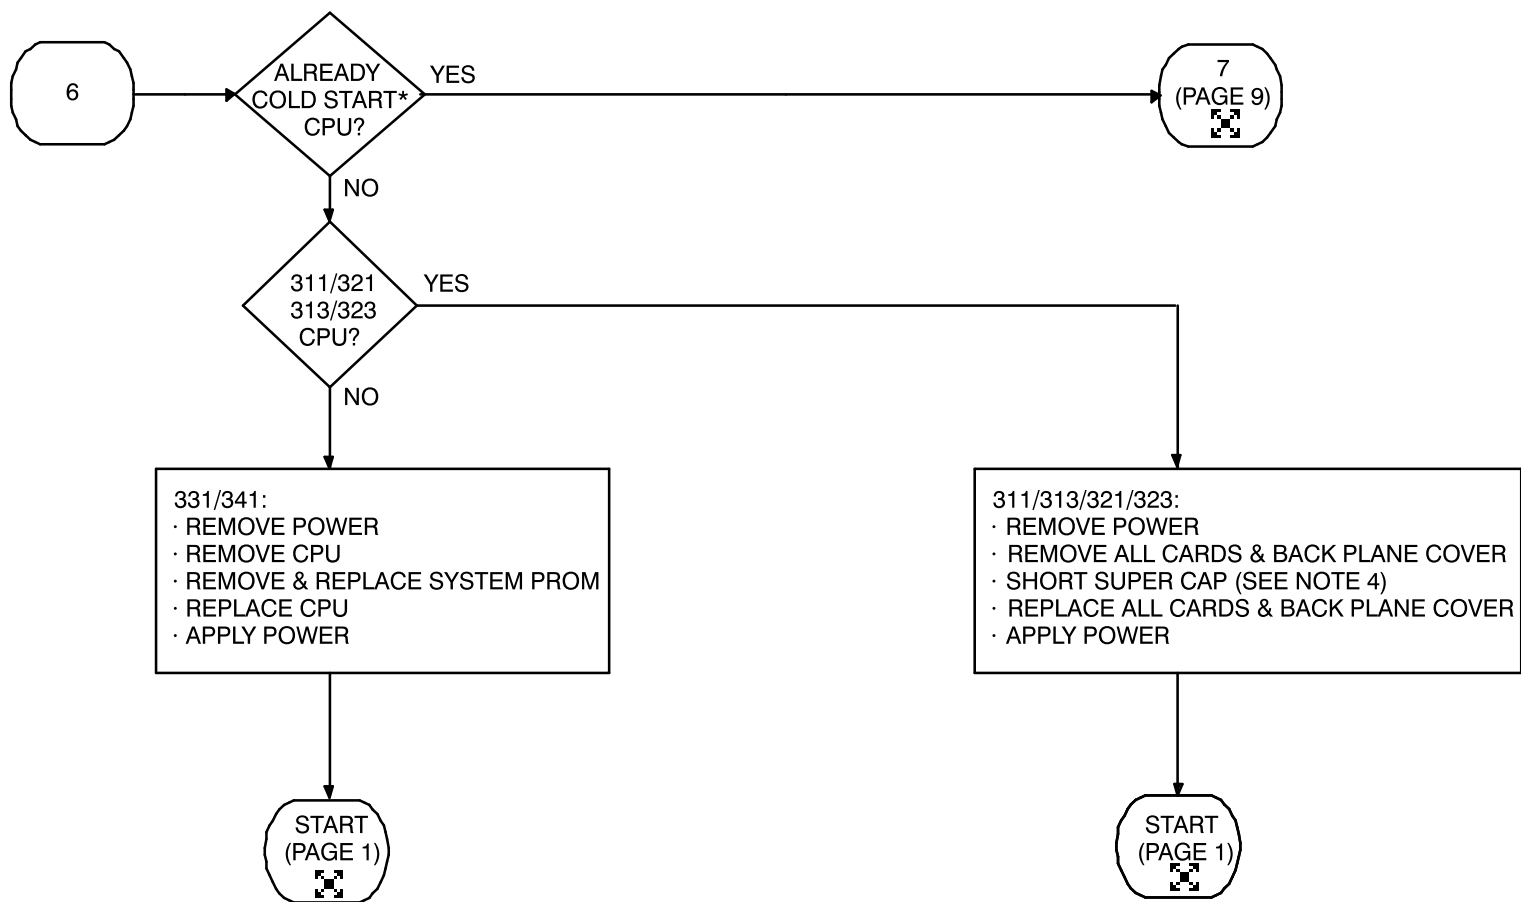 6
ALREADY
COLD START*
CPU?
YES
7
(PAGE 9)
NO
311/321
313/323
CPU?
YES
NO
331/341:
· REMOVE POWER
· REMOVE CPU
· REMOVE & REPLACE SYSTEM PROM
· REPLACE CPU
· APPLY POWER
311/313/321/323:
· REMOVE POWER
· REMOVE ALL CARDS & BACK PLANE COVER
· SHORT SUPER CAP (SEE NOTE 4)
· REPLACE ALL CARDS & BACK PLANE COVER
· APPLY POWER
START
(PAGE 1)
START
(PAGE 1)